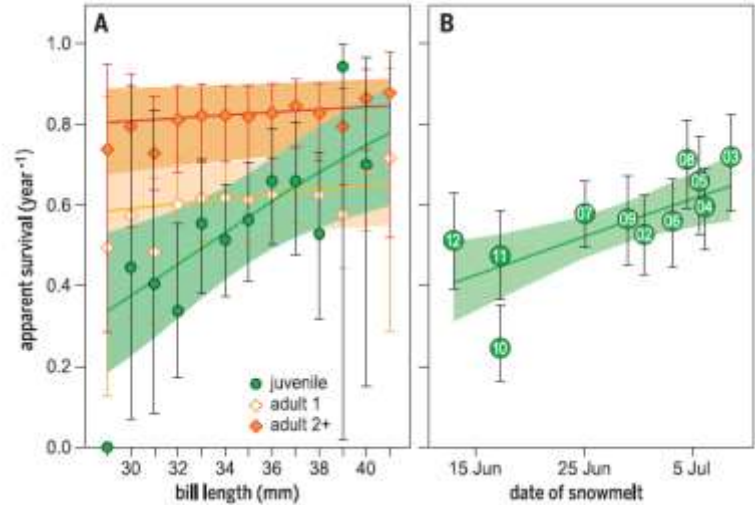 A
B
apparent survival (year⁻¹)
1.0
0.8
0.6
0.4
0.2
0.0
juvenile
adult 1
adult 2+
30 32 34 36 38 40
bill length (mm)
12
07
10
09
02
06
08
05
04
03
15 Jun 25 Jun 5 Jul
date of snowmelt